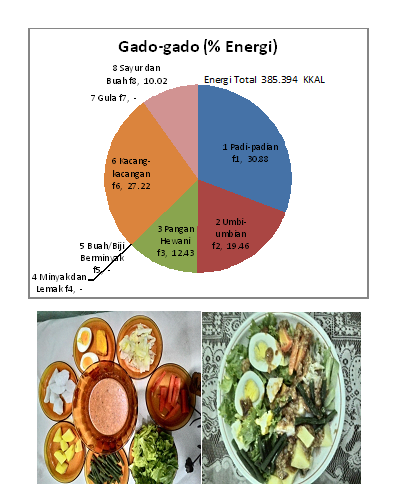 Gado-gado (% Energi)
8 Sayur dan
Buah f8, 10.02
Energi Total 385.394 KKAL
7 Gula f7, -
1 Padi-padian
f1, 30.88
6 Kacang-
kacangan
f6, 27.22
2 Umbi-
umbian
f2, 19.46
3 Pangan
Hewani
f3, 12.43
5 Buah/Biji
Berminyak
f5, -
4 Minyak dan
Lemak f4, -